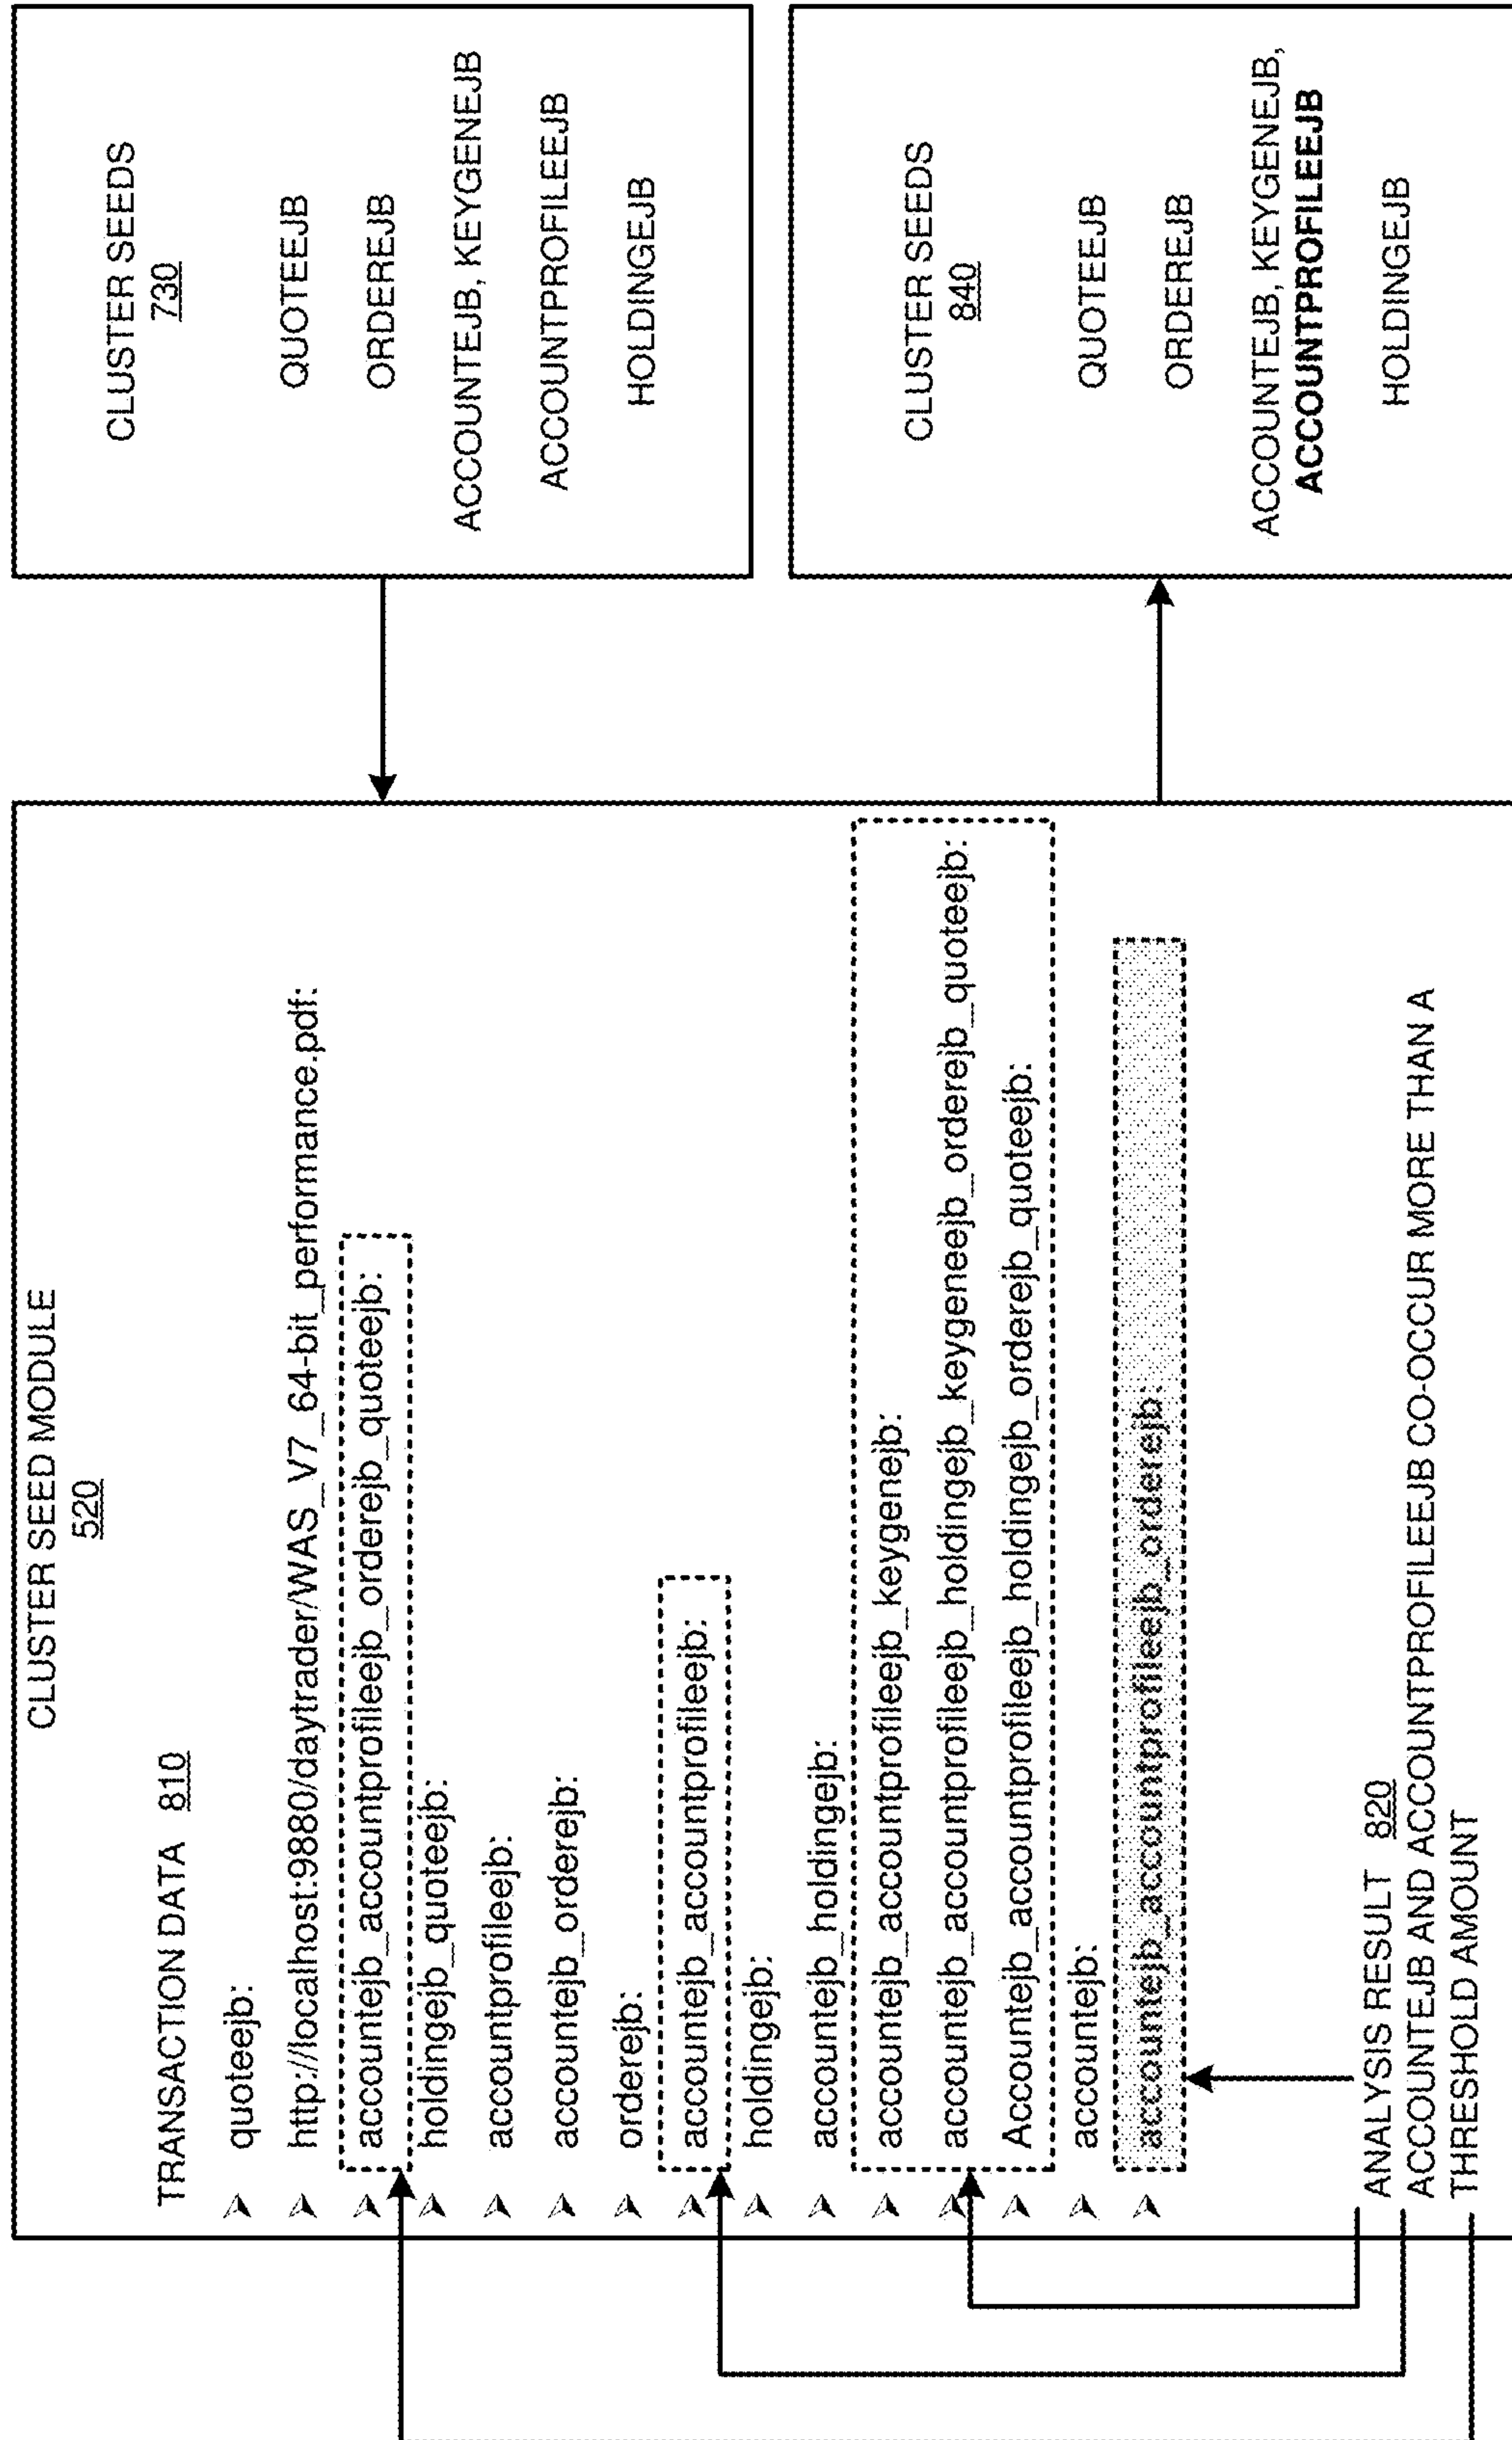 CLUSTER SEED MODULE
520
TRANSACTION DATA 810
quoteejb:
http://localhost:9880/daytrader/WAS_V7_64-bit_performance.pdf:
accountejb_accountprofileejb_orderejb_quoteejb:
holdingejb_quoteejb:
accountprofileejb:
accountejb_orderejb:
orderejb:
accountejb_accountprofileejb:
holdingejb:
accountejb_holdingejb:
accountejb_accountprofileejb_keygenejb:
accountejb_accountprofileejb_holdingejb_keygeneejb_orderejb_quoteejb:
Accountejb_accountprofileejb_holdingejb_orderejb_quoteejb:
accountejb:
accountejb_accountprofileejb_orderejb:
ANALYSIS RESULT 820
ACCOUNTEJB AND ACCOUNTPROFILEEJB CO-OCCUR MORE THAN A
THRESHOLD AMOUNT
CLUSTER SEEDS
730
QUOTEEJB
ORDEREJB
ACCOUNTEJB, KEYGENEJB
ACCOUNTPROFILEEJB
HOLDINGEJB
CLUSTER SEEDS
840
QUOTEEJB
ORDEREJB
ACCOUNTEJB, KEYGENEJB,
ACCOUNTPROFILEEJB
HOLDINGEJB